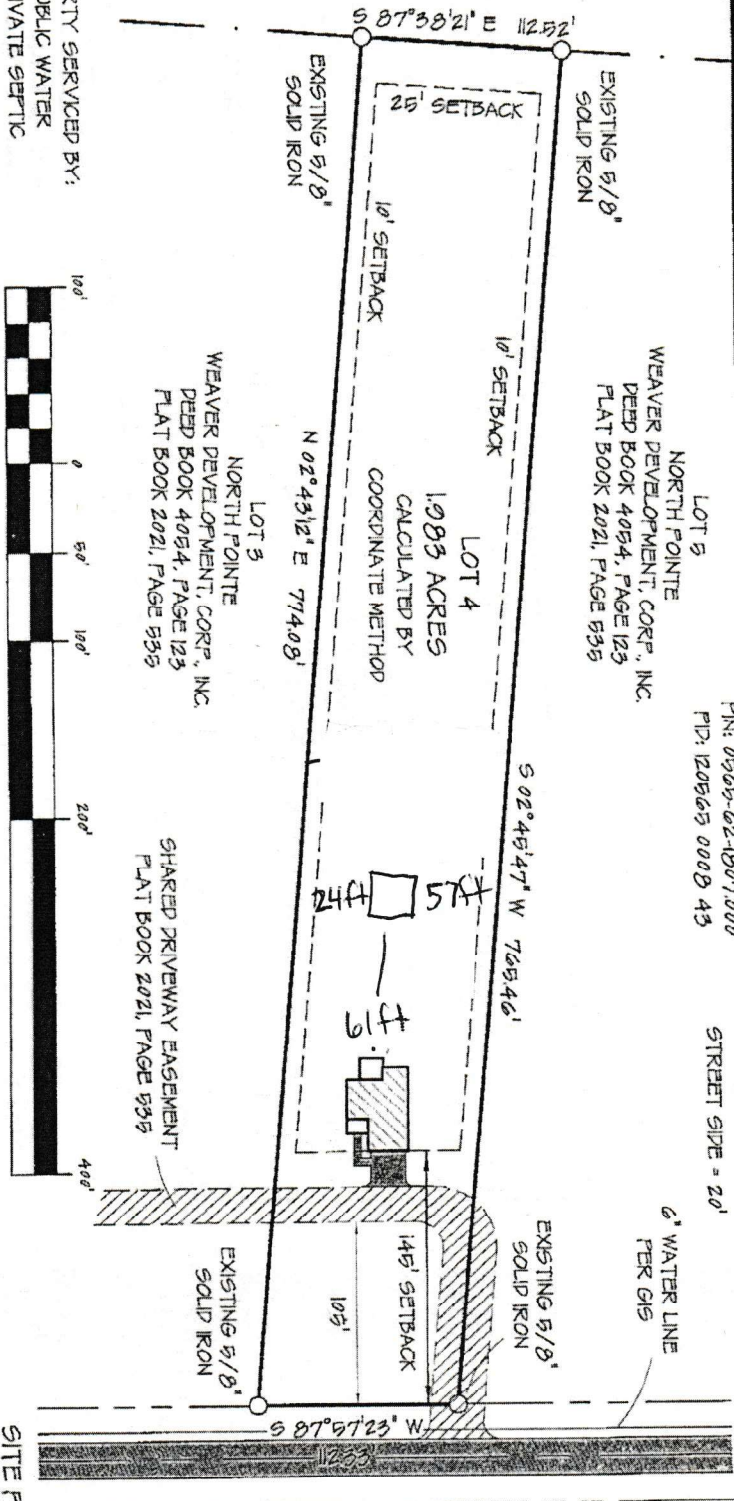 S 87°38'21" E 112.52'
EXISTING 5/8"
SOLID IRON
EXISTING 5/8"
SOLID IRON
25' SETBACK
10' SETBACK
10' SETBACK
RTY SERVICED BY:
PUBLIC WATER
IVATE SEPTIC
LOT 5
NORTH POINTE
WEAVER DEVELOPMENT, CORP., INC.
DEED BOOK 4054, PAGE 123
PLAT BOOK 2021, PAGE 535
PID: 120565 0008 43
STREET SIDE = 20'
6" WATER LINE
PER GIS
LOT 4
1.983 ACRES
CALCULATED BY
COORDINATE METHOD
N 02°43'12" E 774.08'
S 02°45'47" W 765.46'
LOT 3
NORTH POINTE
WEAVER DEVELOPMENT, CORP., INC.
DEED BOOK 4054, PAGE 123
PLAT BOOK 2021, PAGE 535
24ft
57ft
61ft
SHARED DRIVEWAY EASEMENT
PLAT BOOK 2021, PAGE 535
145' SETBACK
105'
EXISTING 5/8"
SOLID IRON
EXISTING 5/8"
SOLID IRON
S 87°57'23" W
100'
0
50'
100'
200'
400'